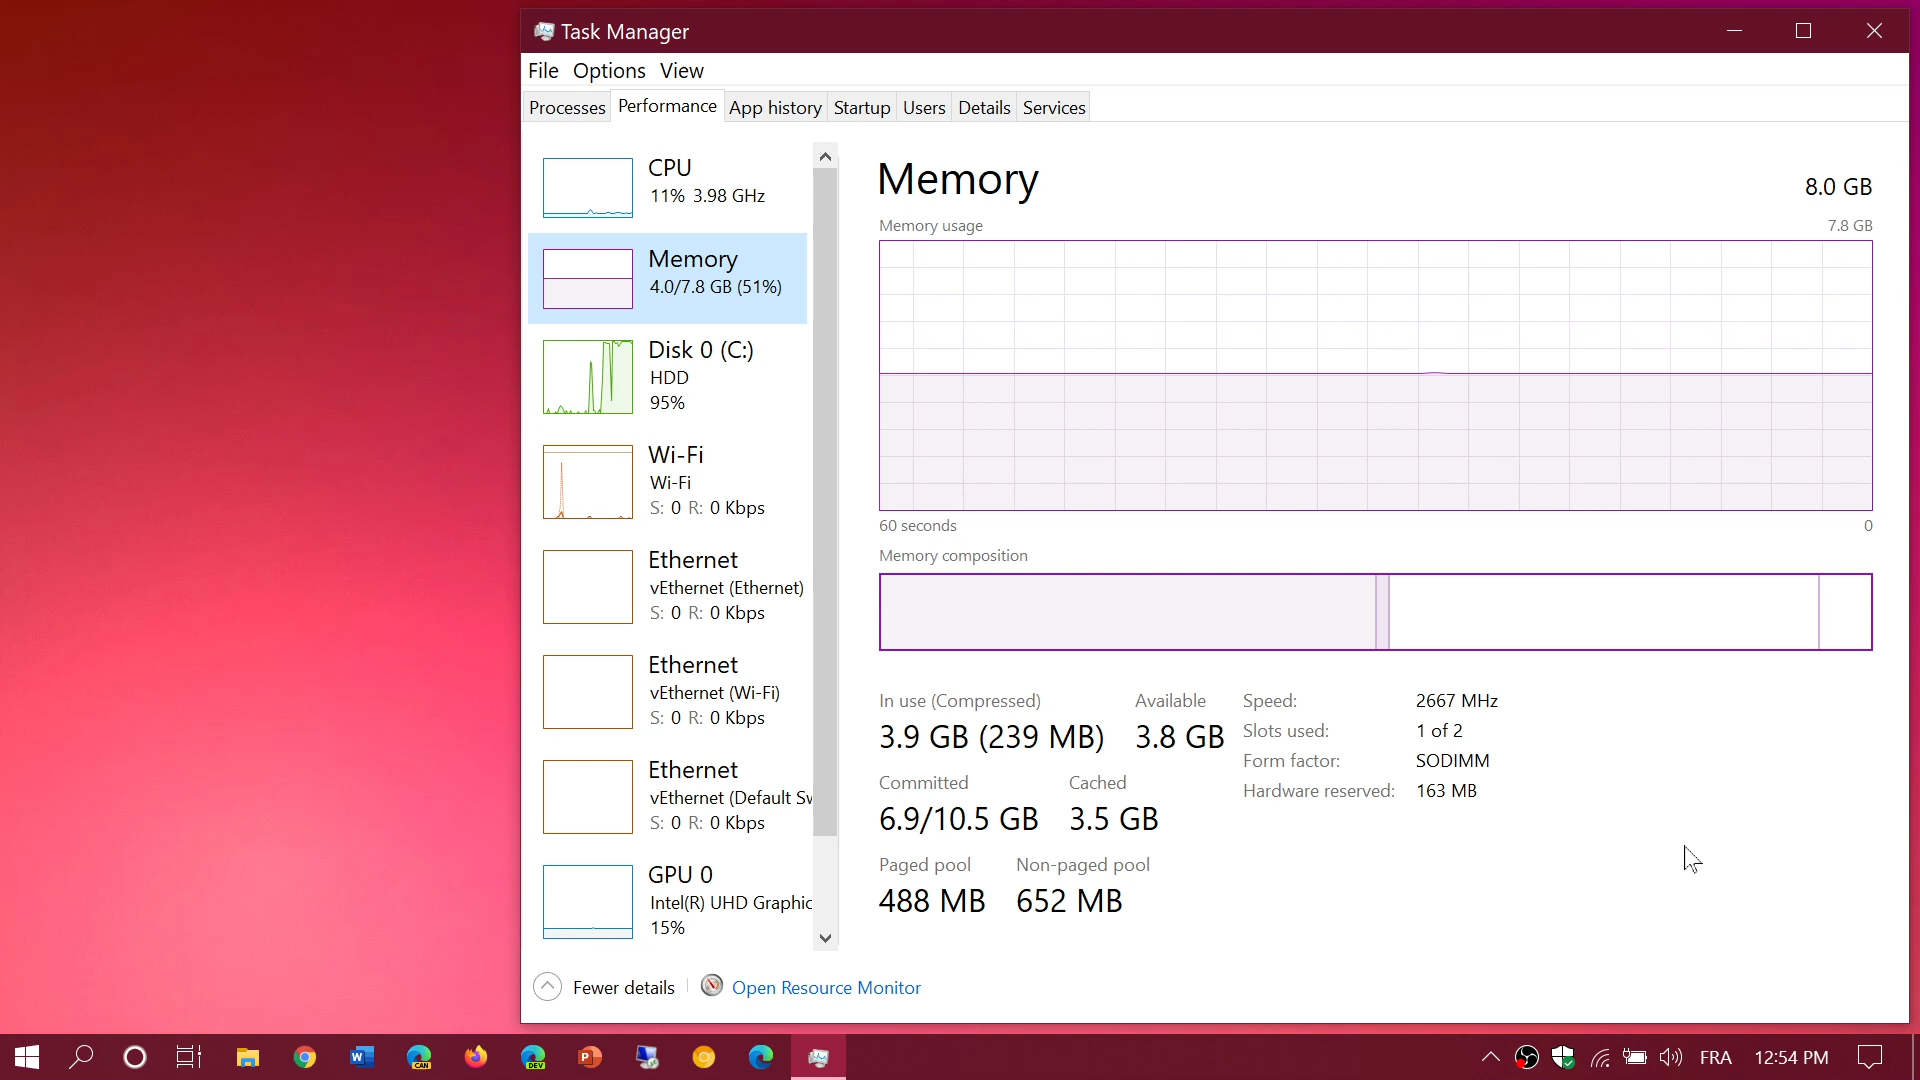 Task Manager
File Options View
Processes Performance App history Startup Users Details Services
CPU
11% 3.98 GHz
Memory
4.0/7.8 GB (51%)
Disk 0 (C:)
HDD
95%
Wi-Fi
Wi-Fi
S: 0 R: 0 Kbps
Ethernet
vEthernet (Ethernet)
S: 0 R: 0 Kbps
Ethernet
vEthernet (Wi-Fi)
S: 0 R: 0 Kbps
Ethernet
vEthernet (Default Sw
S: 0 R: 0 Kbps
GPU 0
Intel(R) UHD Graphic
15%
Memory 8.0 GB
Memory usage 7.8 GB
60 seconds 0
Memory composition
In use (Compressed) Available
3.9 GB (239 MB) 3.8 GB
Committed Cached
6.9/10.5 GB 3.5 GB
Paged pool Non-paged pool
488 MB 652 MB
Speed: 2667 MHz
Slots used: 1 of 2
Form factor: SODIMM
Hardware reserved: 163 MB
Fewer details Open Resource Monitor
W CAN DEV P FRA 12:54 PM